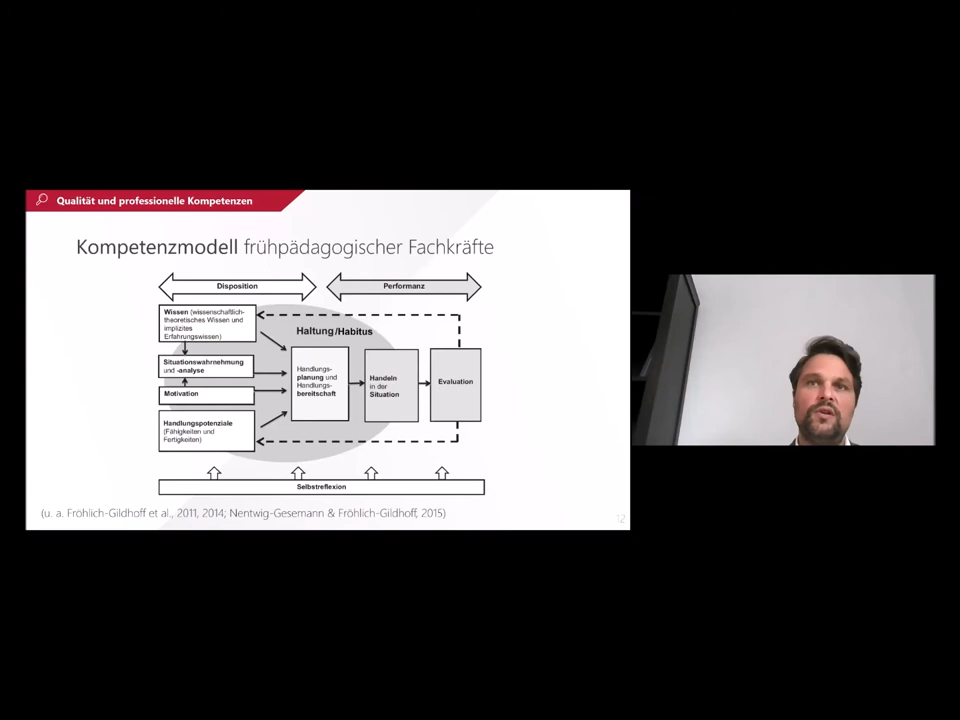 Qualität und professionelle Kompetenzen
Kompetenzmodell frühpädagogischer Fachkräfte
Disposition
Performanz
Wissen (wissenschaftlich-
theoretisches Wissen und
implizites
Erfahrungswissen)
Haltung/Habitus
Situationswahrnehmung
und -analyse
Motivation
Handlungspotenziale
(Fähigkeiten und
Fertigkeiten)
Handlungs-
planung und
Handlungs-
bereitschaft
Handeln
in der
Situation
Evaluation
Selbstreflexion
(u. a. Fröhlich-Gildhoff et al., 2011, 2014; Nentwig-Gesemann & Fröhlich-Gildhoff, 2015)
12